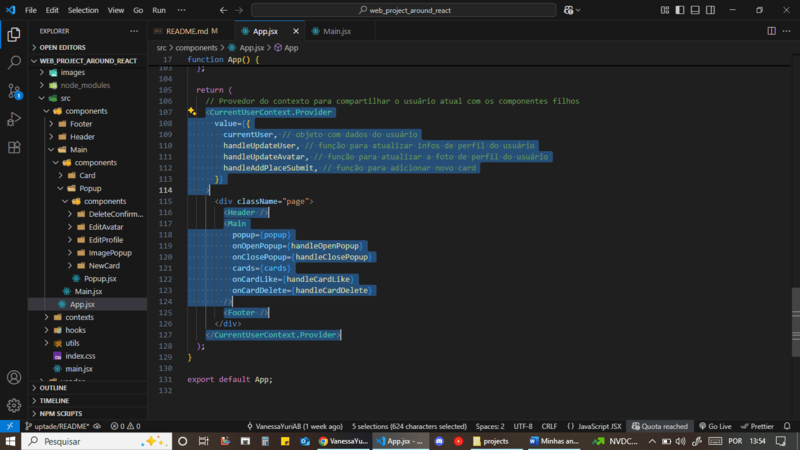 File Edit Selection View Go Run ···
web_project_around_react
EXPLORER ···
README.md M
App.jsx ×
Main.jsx
src > components > App.jsx > App
OPEN EDITORS
WEB_PROJECT_AROUND_REACT
images
node_modules
src
components
Footer
Header
Main
components
Card
Popup
components
DeleteConfirm...
EditAvatar
EditProfile
ImagePopup
NewCard
Popup.jsx
Main.jsx
App.jsx
contexts
hooks
utils
index.css
main.jsx
OUTLINE
TIMELINE
NPM SCRIPTS
17 function App() {
103 };
104
105 return (
106 // Provedor do contexto para compartilhar o usuário atual com os componentes filhos
107 <CurrentUserContext.Provider
108 value={{
109 currentUser, // objeto com dados do usuário
110 handleUpdateUser, // função para atualizar infos de perfil do usuário
111 handleUpdateAvatar, // função para atualizar a foto de perfil do usuário
112 handleAddPlaceSubmit, // função para adicionar novo card
113 }}
114 >
115 <div className="page">
116 <Header />
117 <Main
118 popup={popup}
119 onOpenPopup={handleOpenPopup}
120 onClosePopup={handleClosePopup}
121 cards={cards}
122 onCardLike={handleCardLike}
123 onCardDelete={handleCardDelete}
124 />
125 <Footer />
126 </div>
127 </CurrentUserContext.Provider>
128 );
129 }
130
131 export default App;
132
uptade/README* 0 0 VanessaYuriAB (1 week ago) 5 selections (624 characters selected) Spaces: 2 UTF-8 CRLF {} JavaScript JSX Quota reached Go Live Prettier
Pesquisar VanessaYu... App.jsx - ... projects Minhas an... NVDC... POR 13:54